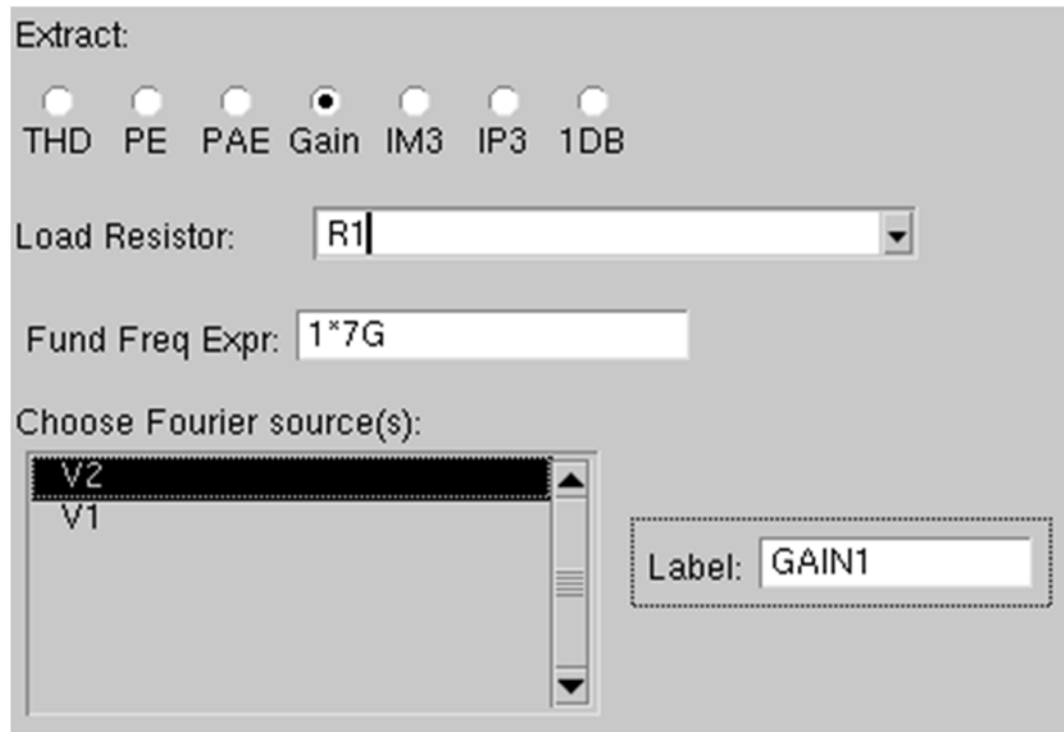 Extract:
THD PE PAE Gain IM3 IP3 1DB
Load Resistor: R1
Fund Freq Expr: 1*7G
Choose Fourier source(s):
V2
V1
Label: GAIN1